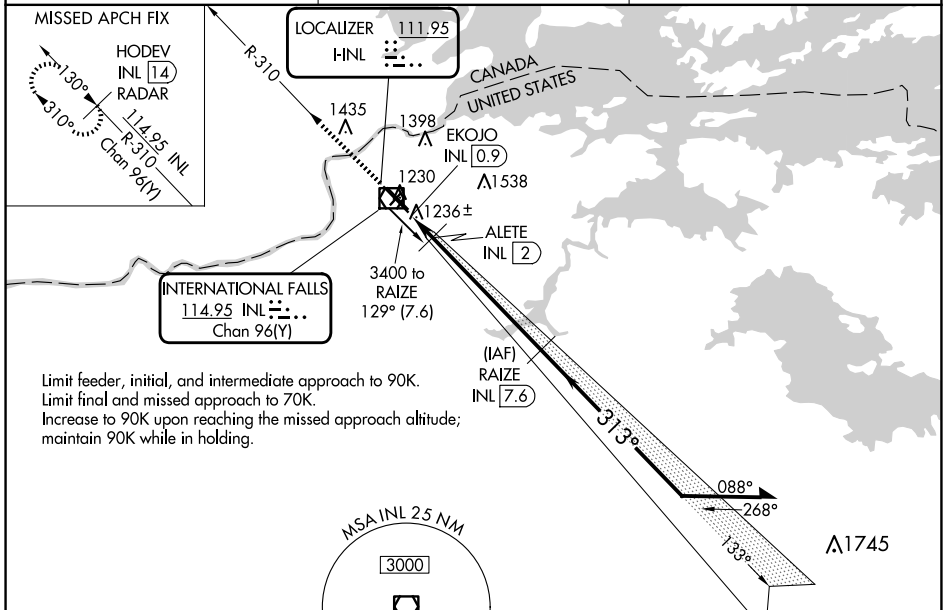 MISSED APCH FIX
HODEV
INL 14
RADAR
130°
310°
114.95 INL
R-310
Chan 96(Y)
R-310
LOCALIZER 111.95
I-INL
CANADA
UNITED STATES
1435
1398
EKOJO
INL 0.9
1538
1230
1236 ±
ALETE
INL 2
3400 to
RAIZE
129° (7.6)
INTERNATIONAL FALLS
114.95 INL
Chan 96(Y)
(IAF)
RAIZE
INL 7.6
Limit feeder, initial, and intermediate approach to 90K.
Limit final and missed approach to 70K.
Increase to 90K upon reaching the missed approach altitude;
maintain 90K while in holding.
313°
088°
268°
133°
1745
MSA INL 25 NM
3000